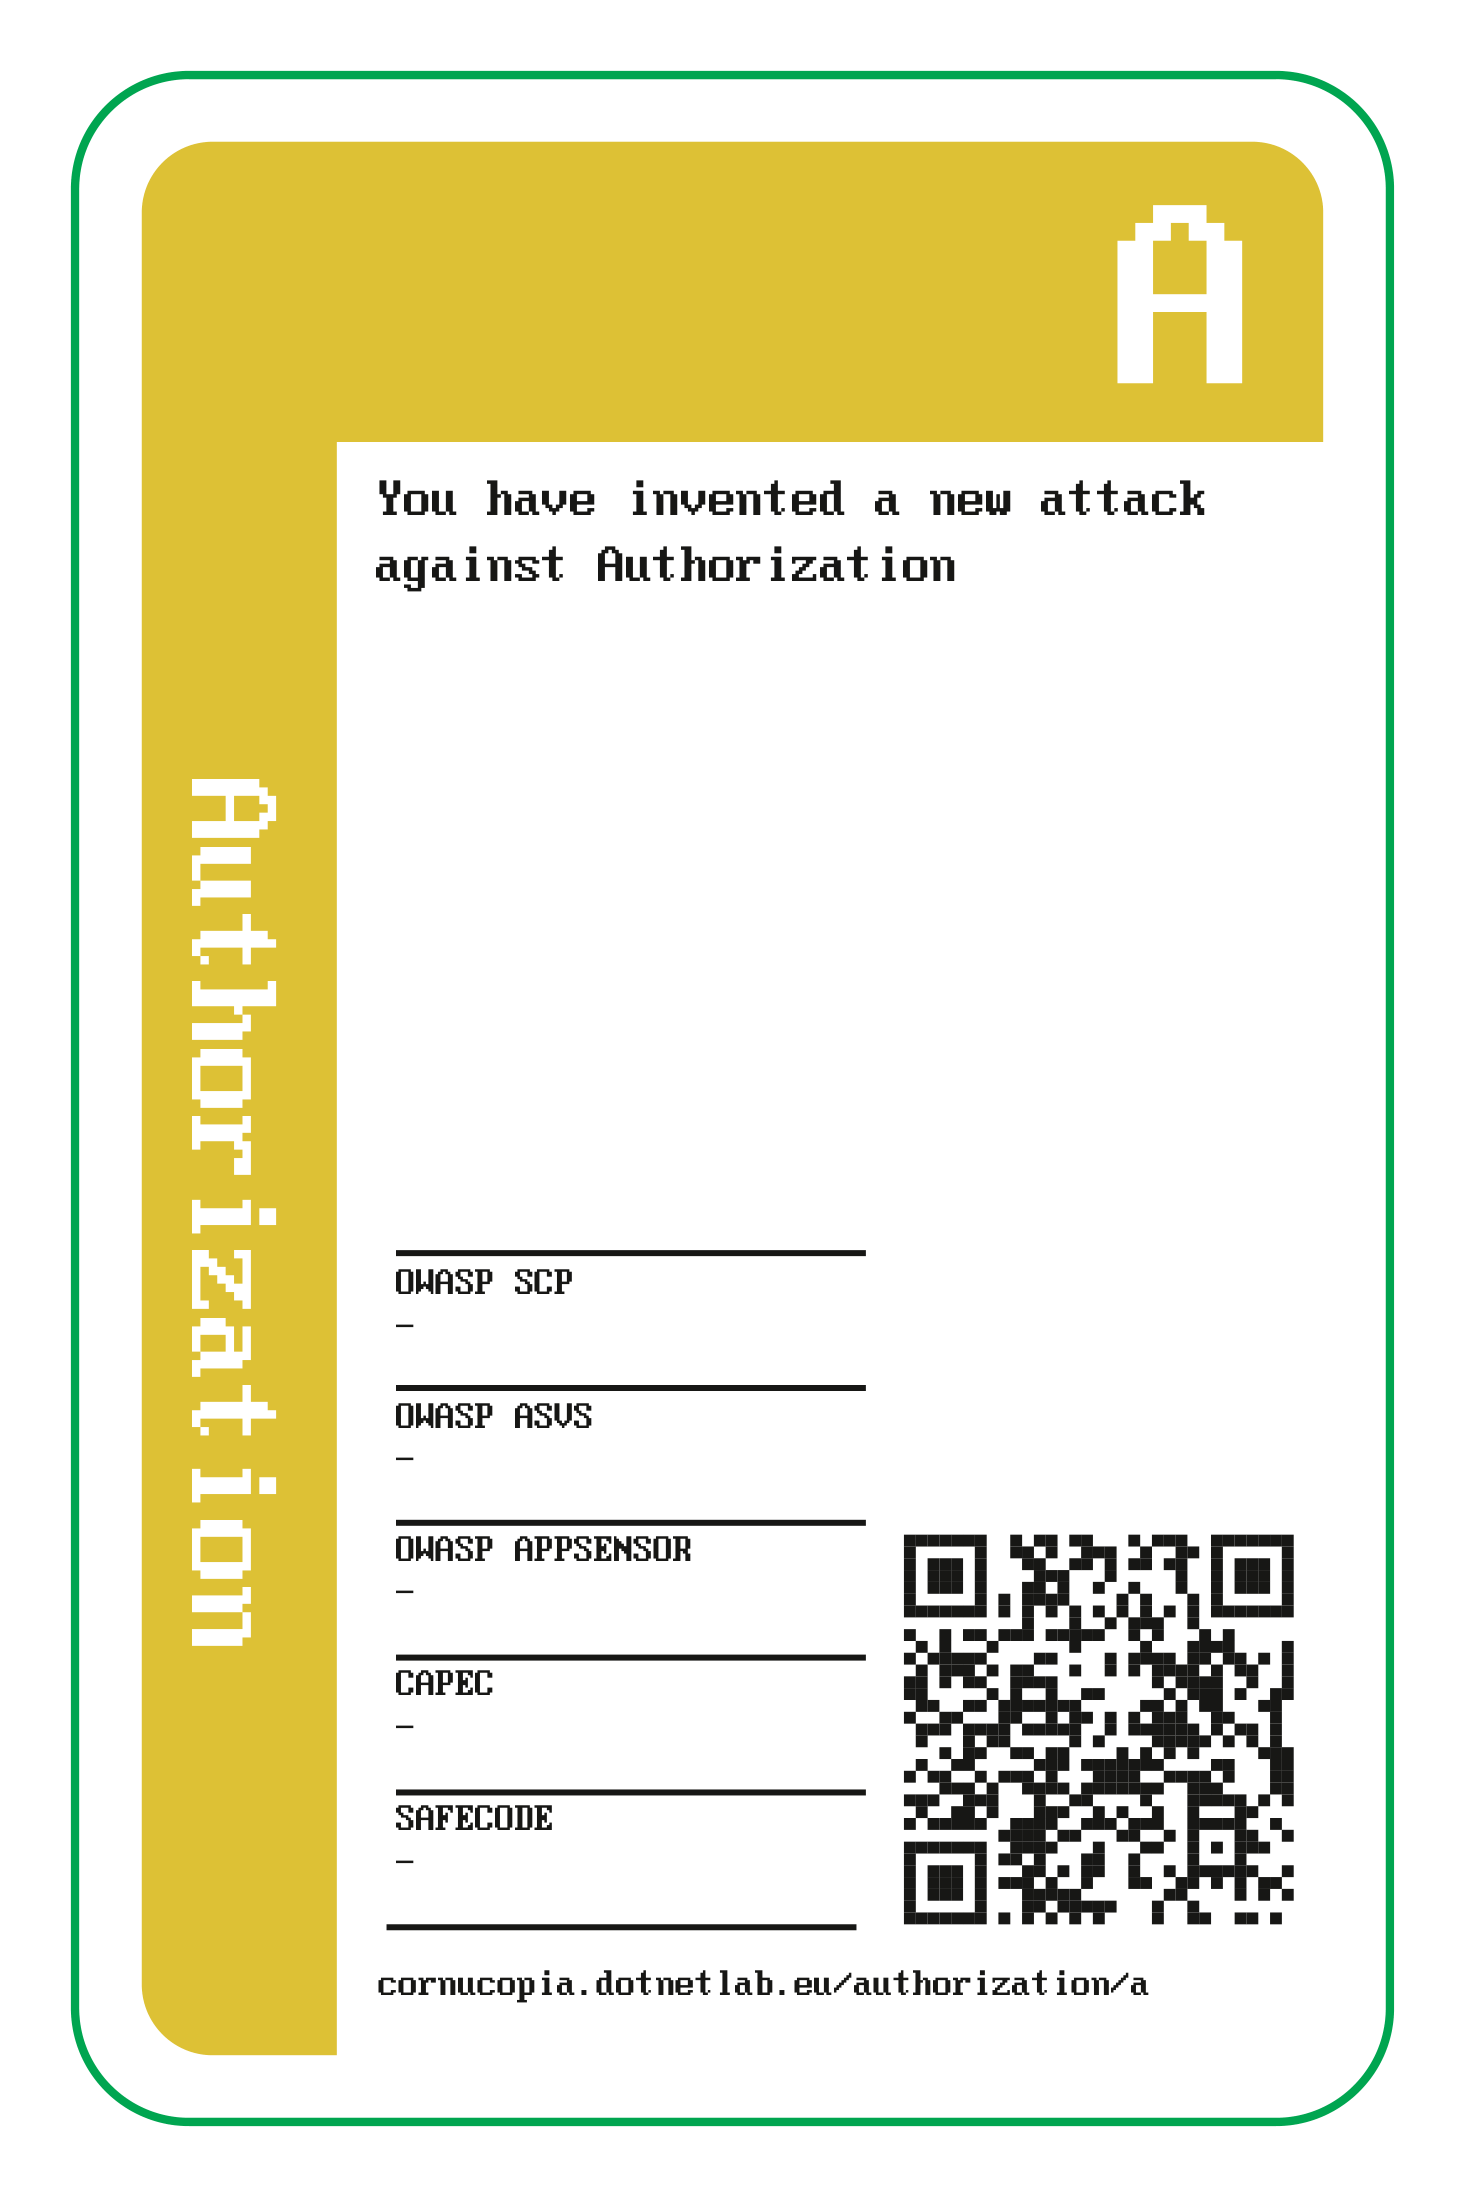 A
You have invented a new attack
against Authorization
Authorization
OWASP SCP
–
OWASP ASVS
–
OWASP APPSENSOR
–
CAPEC
–
SAFECODE
–
cornucopia.dotnetlab.eu/authorization/a